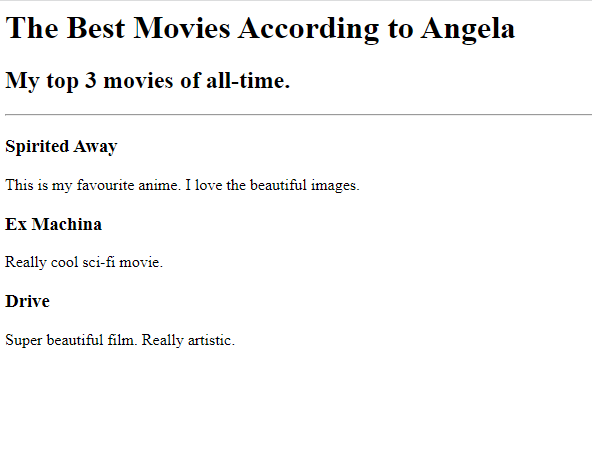 The Best Movies According to Angela
My top 3 movies of all-time.
Spirited Away
This is my favourite anime. I love the beautiful images.
Ex Machina
Really cool sci-fi movie.
Drive
Super beautiful film. Really artistic.